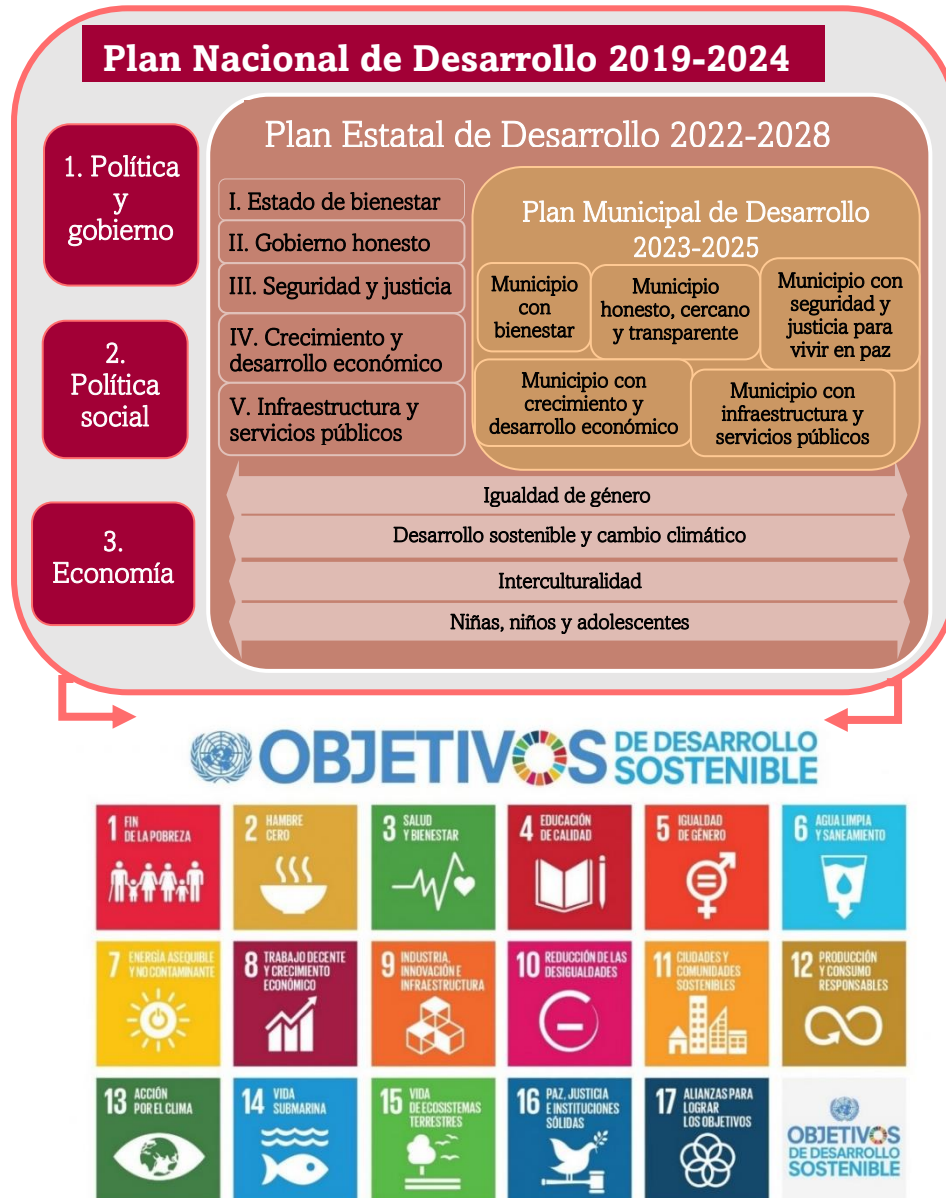 Plan Nacional de Desarrollo 2019-2024
1. Política
y
gobierno
2.
Política
social
3.
Economía
Plan Estatal de Desarrollo 2022-2028
I. Estado de bienestar
II. Gobierno honesto
III. Seguridad y justicia
IV. Crecimiento y
desarrollo económico
V. Infraestructura y
servicios públicos
Plan Municipal de Desarrollo
2023-2025
Municipio
con
bienestar
Municipio
honesto, cercano
y transparente
Municipio con
seguridad y
justicia para
vivir en paz
Municipio con
crecimiento y
desarrollo económico
Municipio con
infraestructura y
servicios públicos
Igualdad de género
Desarrollo sostenible y cambio climático
Interculturalidad
Niñas, niños y adolescentes
OBJETIVOS
DE DESARROLLO
SOSTENIBLE
1 FIN
DE LA POBREZA
2 HAMBRE
CERO
3 SALUD
Y BIENESTAR
4 EDUCACIÓN
DE CALIDAD
5 IGUALDAD
DE GÉNERO
6 AGUA LIMPIA
Y SANEAMIENTO
7 ENERGÍA ASEQUIBLE
Y NO CONTAMINANTE
8 TRABAJO DECENTE
Y CRECIMIENTO
ECONÓMICO
9 INDUSTRIA,
INNOVACIÓN E
INFRAESTRUCTURA
10 REDUCCIÓN DE LAS
DESIGUALDADES
11 CIUDADES Y
COMUNIDADES
SOSTENIBLES
12 PRODUCCIÓN
Y CONSUMO
RESPONSABLES
13 ACCIÓN
POR EL CLIMA
14 VIDA
SUBMARINA
15 VIDA
DE ECOSISTEMAS
TERRESTRES
16 PAZ, JUSTICIA
E INSTITUCIONES
SÓLIDAS
17 ALIANZAS PARA
LOGRAR
LOS OBJETIVOS
OBJETIVOS
DE DESARROLLO
SOSTENIBLE